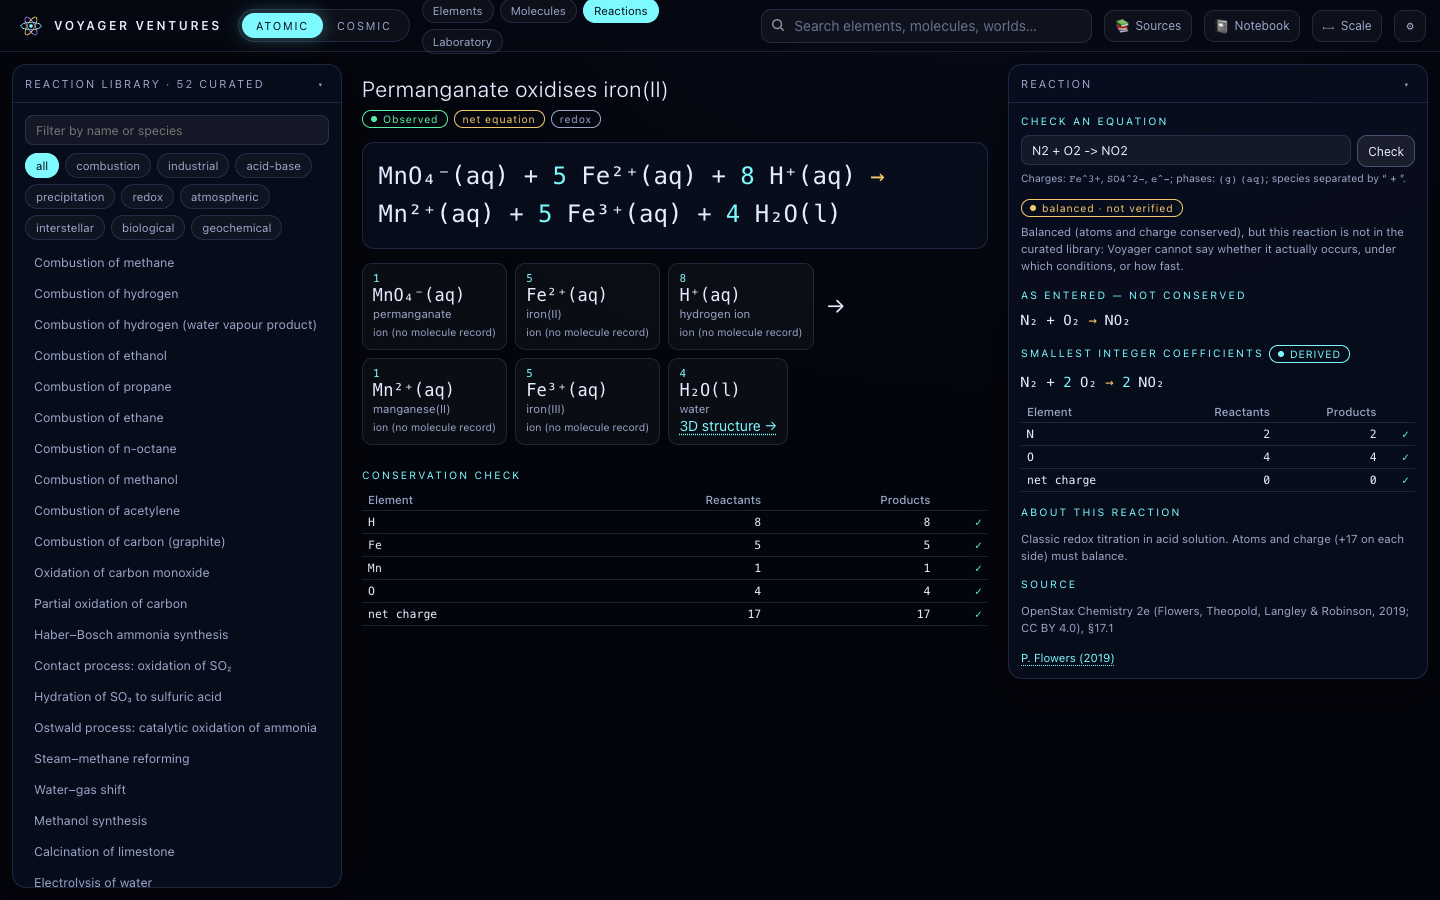 VOYAGER VENTURES
ATOMIC
COSMIC
Elements
Molecules
Reactions
Laboratory
Search elements, molecules, worlds...
Sources
Notebook
Scale
REACTION LIBRARY · 52 CURATED
Filter by name or species
all
combustion
industrial
acid-base
precipitation
redox
atmospheric
interstellar
biological
geochemical
Combustion of methane
Combustion of hydrogen
Combustion of hydrogen (water vapour product)
Combustion of ethanol
Combustion of propane
Combustion of ethane
Combustion of n-octane
Combustion of methanol
Combustion of acetylene
Combustion of carbon (graphite)
Oxidation of carbon monoxide
Partial oxidation of carbon
Haber–Bosch ammonia synthesis
Contact process: oxidation of SO₂
Hydration of SO₃ to sulfuric acid
Ostwald process: catalytic oxidation of ammonia
Steam–methane reforming
Water–gas shift
Methanol synthesis
Calcination of limestone
Electrolysis of water
Permanganate oxidises iron(II)
Observed
net equation
redox
MnO₄⁻(aq) + 5 Fe²⁺(aq) + 8 H⁺(aq) →
Mn²⁺(aq) + 5 Fe³⁺(aq) + 4 H₂O(l)
1
MnO₄⁻(aq)
permanganate
ion (no molecule record)
5
Fe²⁺(aq)
iron(II)
ion (no molecule record)
8
H⁺(aq)
hydrogen ion
ion (no molecule record)
→
1
Mn²⁺(aq)
manganese(II)
ion (no molecule record)
5
Fe³⁺(aq)
iron(III)
ion (no molecule record)
4
H₂O(l)
water
3D structure →
CONSERVATION CHECK
Element Reactants Products
H 8 8 ✓
Fe 5 5 ✓
Mn 1 1 ✓
O 4 4 ✓
net charge 17 17 ✓
REACTION
CHECK AN EQUATION
N2 + O2 -> NO2
Check
Charges: Fe^3+, SO4^2−, e^−; phases: (g) (aq); species separated by “ + ”.
balanced · not verified
Balanced (atoms and charge conserved), but this reaction is not in the
curated library: Voyager cannot say whether it actually occurs, under
which conditions, or how fast.
AS ENTERED — NOT CONSERVED
N₂ + O₂ → NO₂
SMALLEST INTEGER COEFFICIENTS
DERIVED
N₂ + 2 O₂ → 2 NO₂
Element Reactants Products
N 2 2 ✓
O 4 4 ✓
net charge 0 0 ✓
ABOUT THIS REACTION
Classic redox titration in acid solution. Atoms and charge (+17 on each
side) must balance.
SOURCE
OpenStax Chemistry 2e (Flowers, Theopold, Langley & Robinson, 2019;
CC BY 4.0), §17.1
P. Flowers (2019)